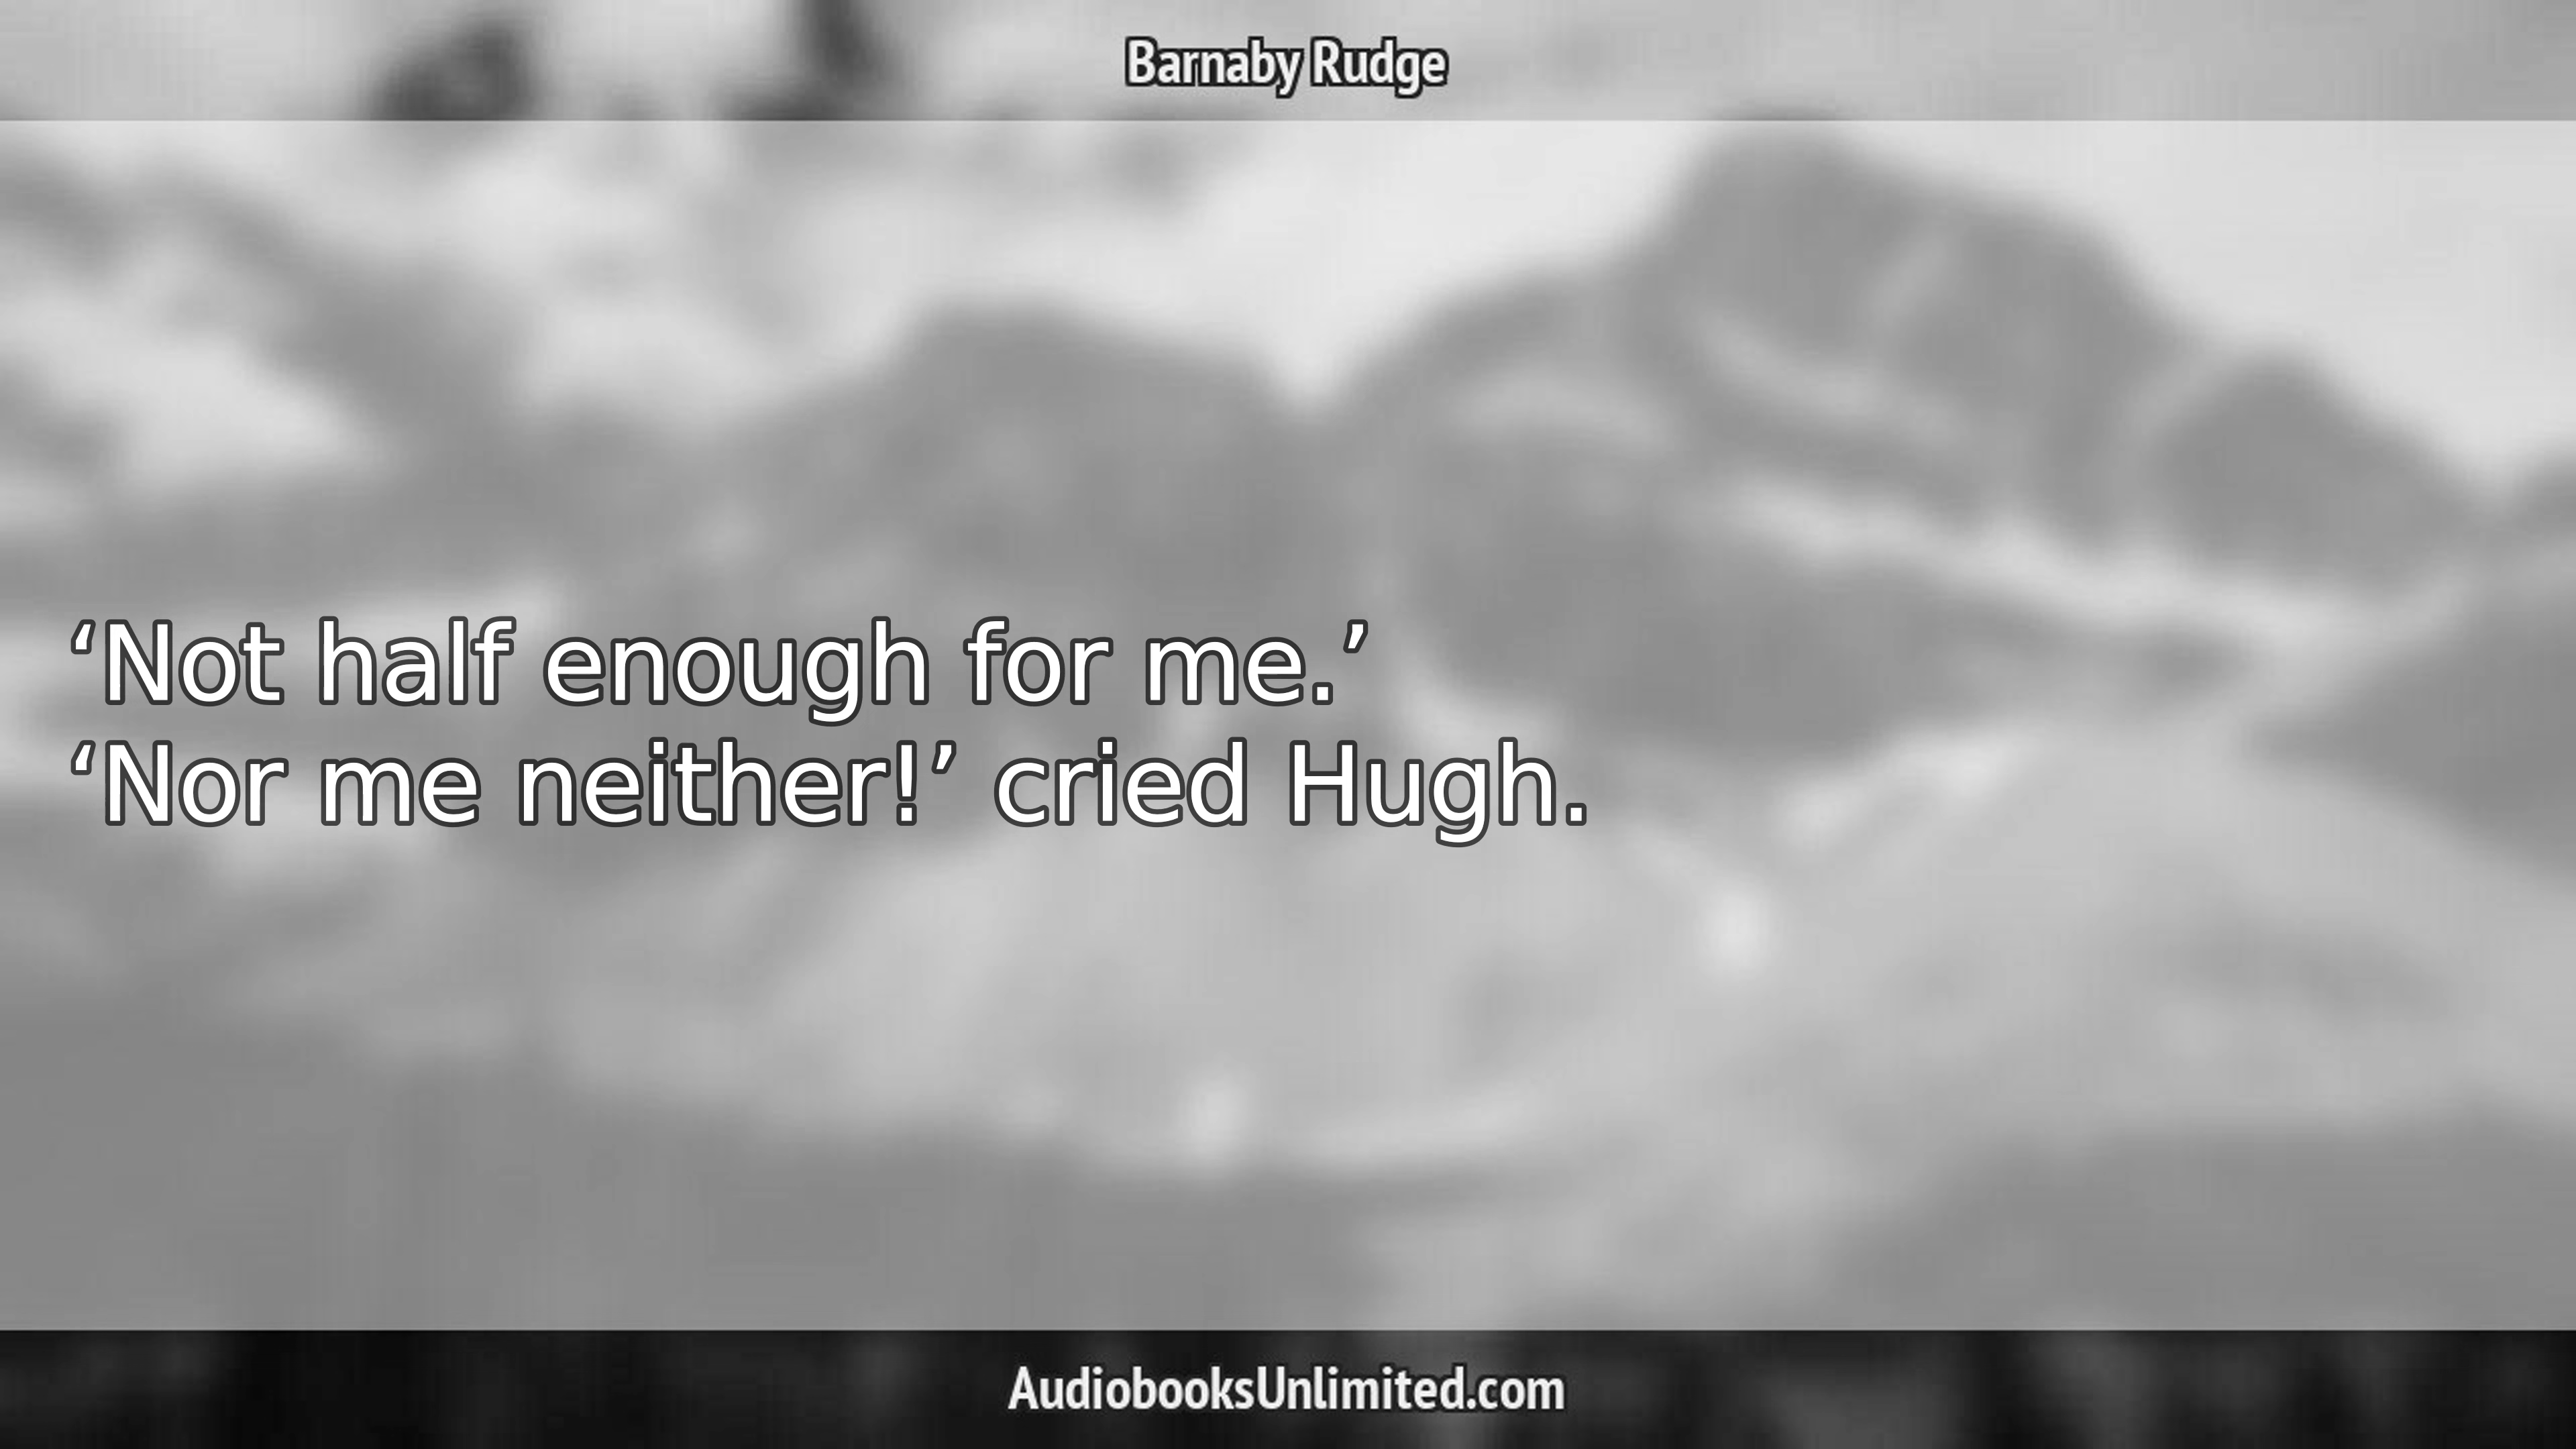 Barnaby Rudge
‘Not half enough for me.’
‘Nor me neither!’ cried Hugh.
AudiobooksUnlimited.com